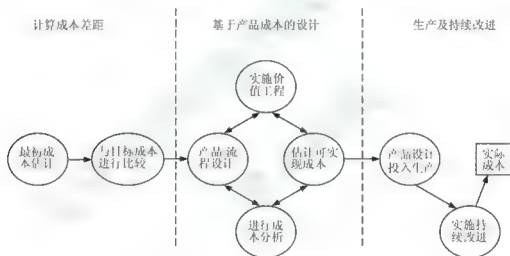 计算成本差距
基于产品成本的设计
生产及持续改进
实施价
值工程
最初成
本估计
与目标成本
进行比较
产品/流
程设计
估计可实
现成本
产品设计
投入生产
实际
成本
进行成
本分析
实施持
续改进